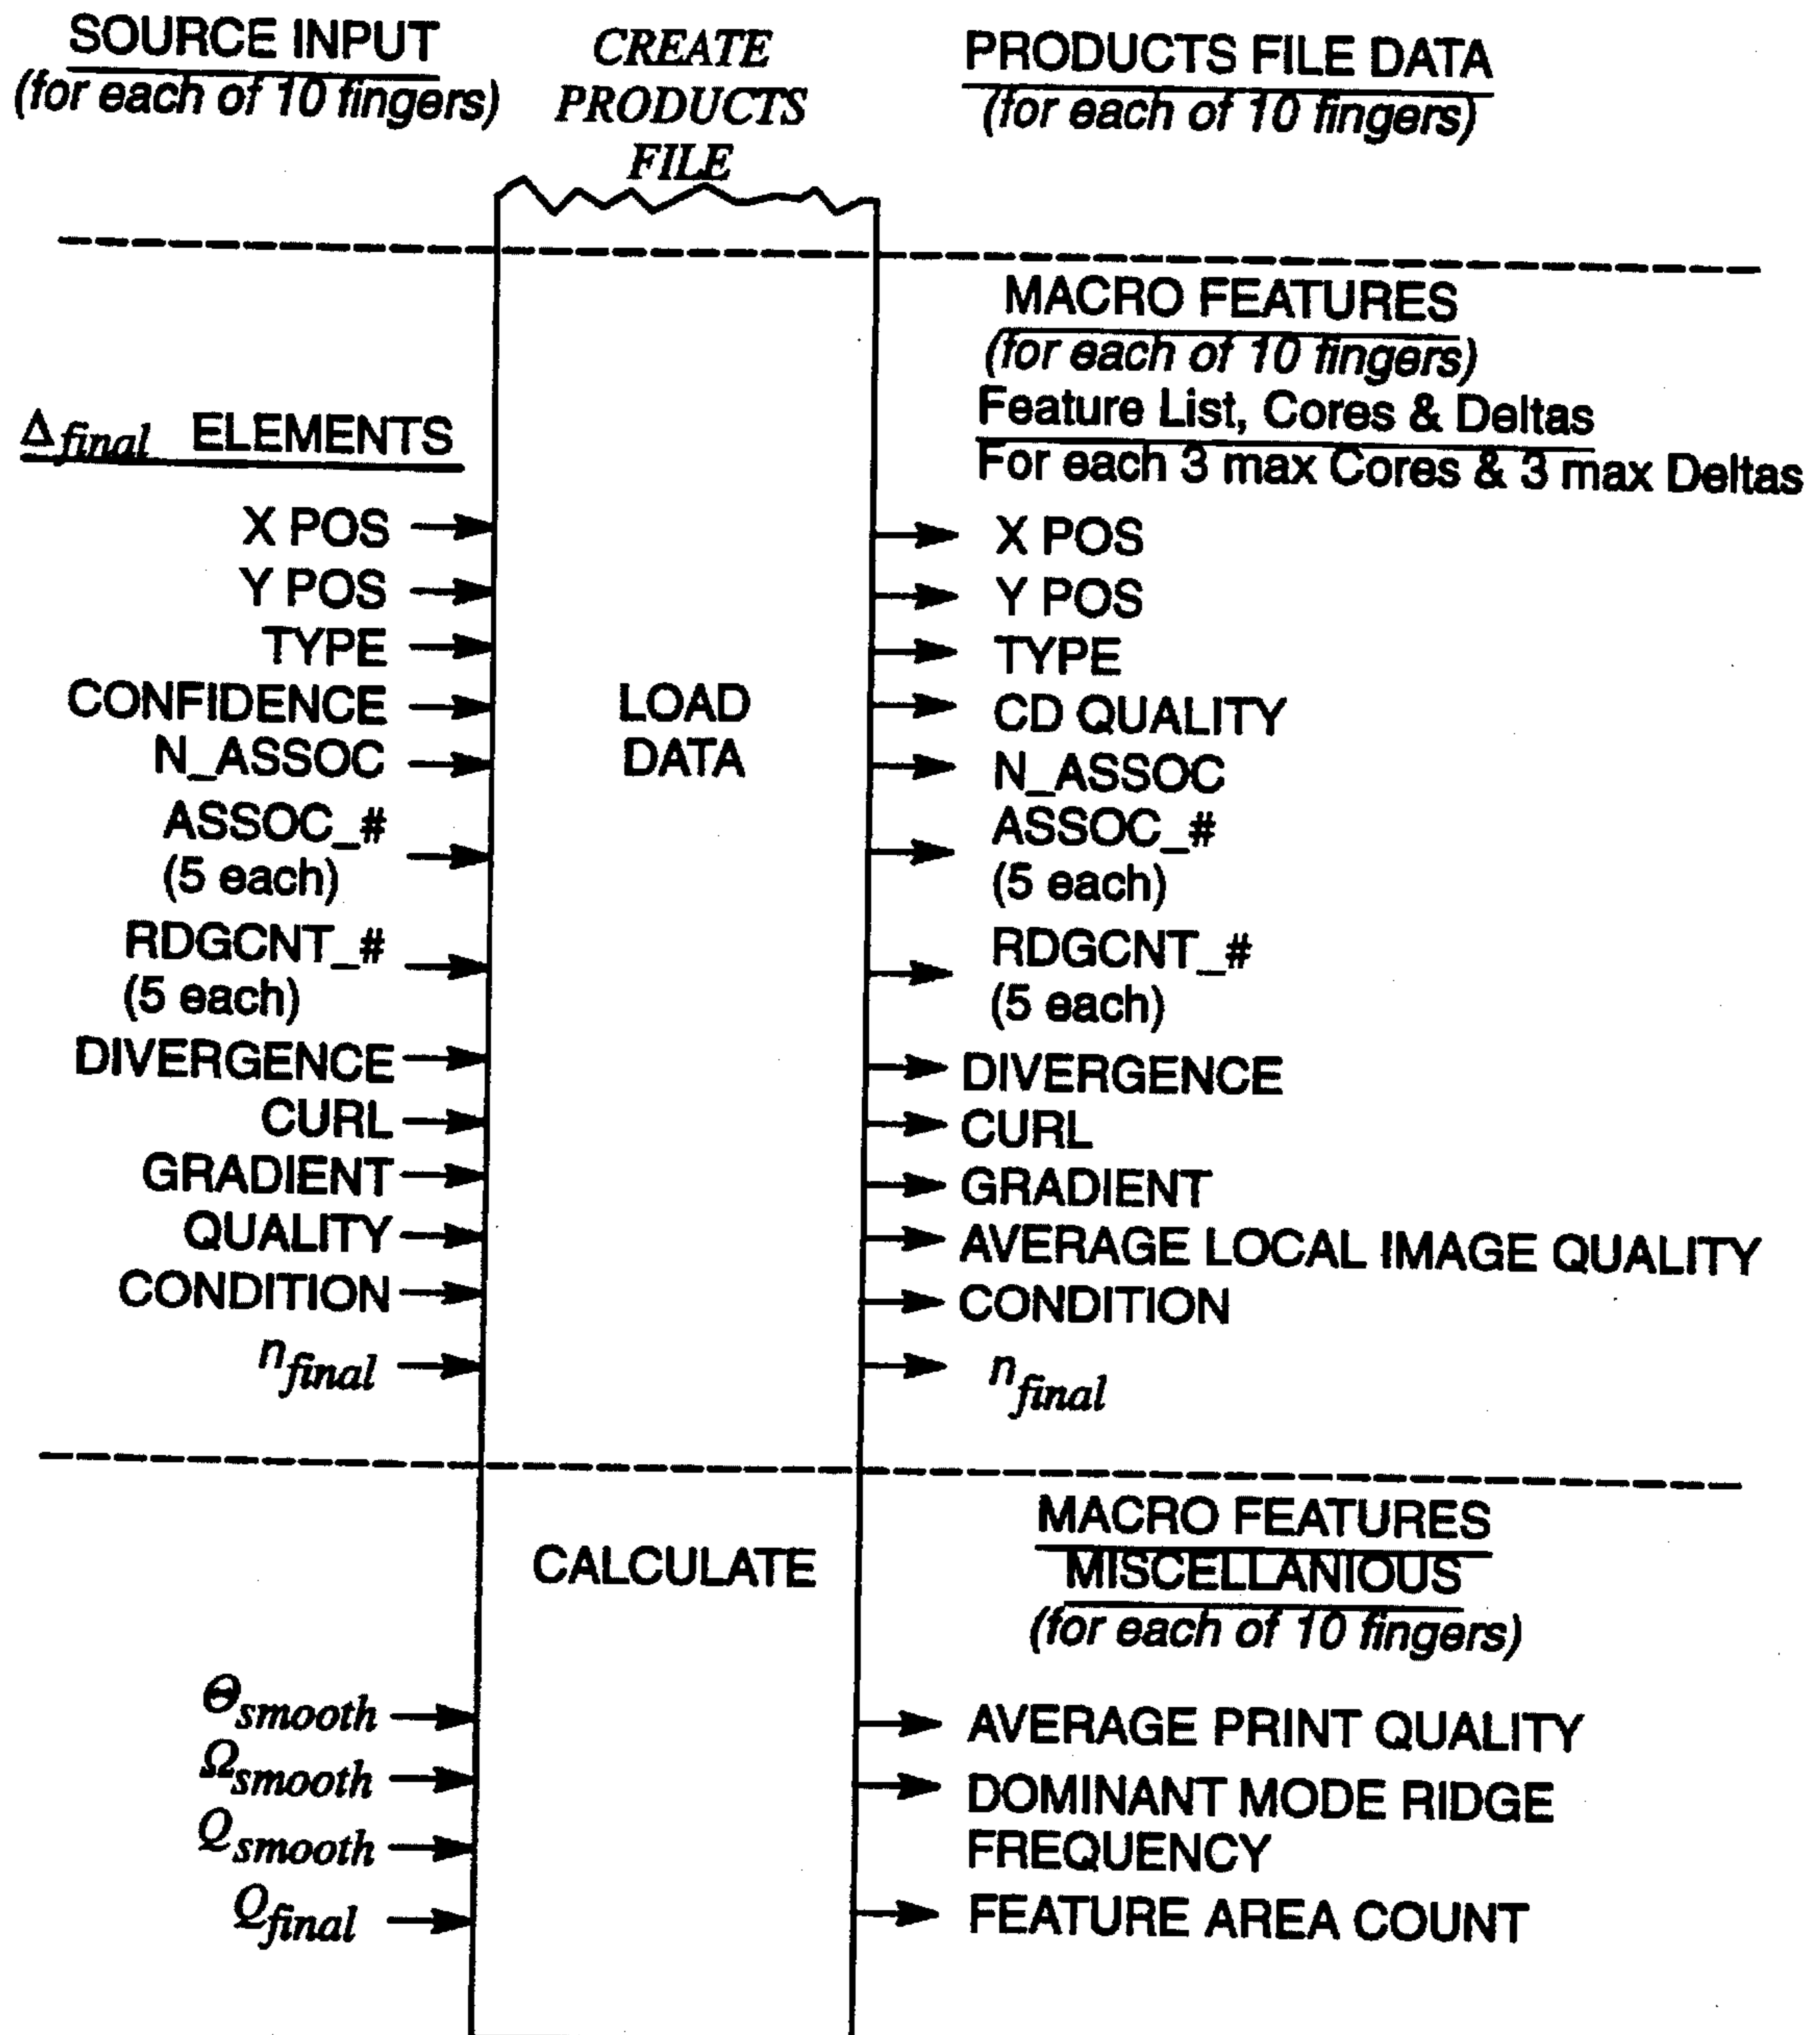 SOURCE INPUT
(for each of 10 fingers)
CREATE
PRODUCTS
FILE
PRODUCTS FILE DATA
(for each of 10 fingers)
MACRO FEATURES
(for each of 10 fingers)
Feature List, Cores & Deltas
For each 3 max Cores & 3 max Deltas
Δfinal ELEMENTS
X POS
Y POS
TYPE
CONFIDENCE
N_ASSOC
ASSOC_#
(5 each)
RDGCNT_#
(5 each)
DIVERGENCE
CURL
GRADIENT
QUALITY
CONDITION
nfinal
LOAD
DATA
X POS
Y POS
TYPE
CD QUALITY
N_ASSOC
ASSOC_#
(5 each)
RDGCNT_#
(5 each)
DIVERGENCE
CURL
GRADIENT
AVERAGE LOCAL IMAGE QUALITY
CONDITION
nfinal
CALCULATE
MACRO FEATURES
MISCELLANIOUS
(for each of 10 fingers)
Θsmooth
Ωsmooth
Qsmooth
Qfinal
AVERAGE PRINT QUALITY
DOMINANT MODE RIDGE
FREQUENCY
FEATURE AREA COUNT